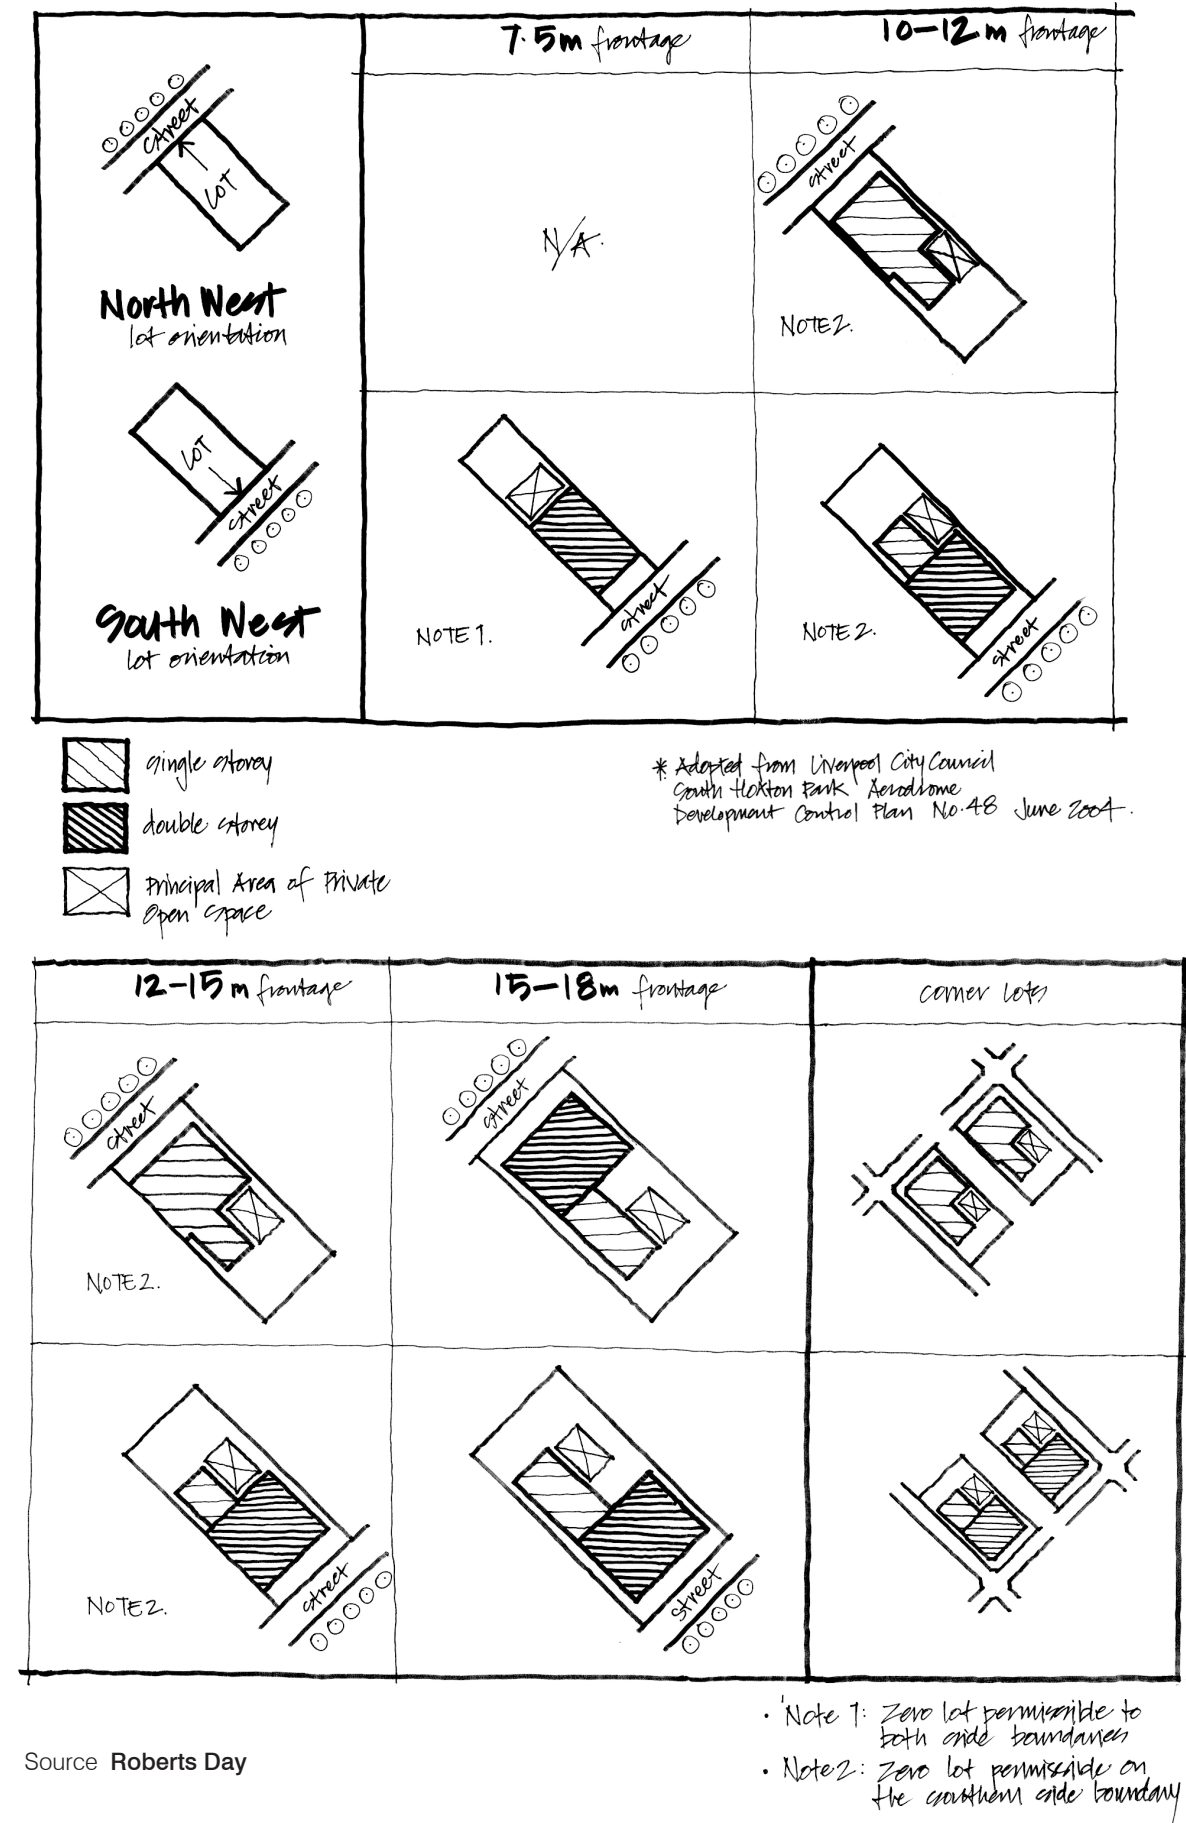 7.5m frontage
10-12m frontage
street
LOT
North West
lot orientation
N/A.
street
NOTE 2.
LOT
street
South West
lot orientation
street
NOTE 1.
street
NOTE 2.
single storey
double storey
Principal Area of Private
Open space
* Adopted from Liverpool City Council
South Hoxton Park Aerodrome
Development Control Plan No.48 June 2004.
12-15m frontage
15-18m frontage
corner lots
street
NOTE 2.
street
street
NOTE 2.
street
• Note 1: Zero lot permissible to
both side boundaries
• Note 2: Zero lot permissible on
the southern side boundary
Source Roberts Day